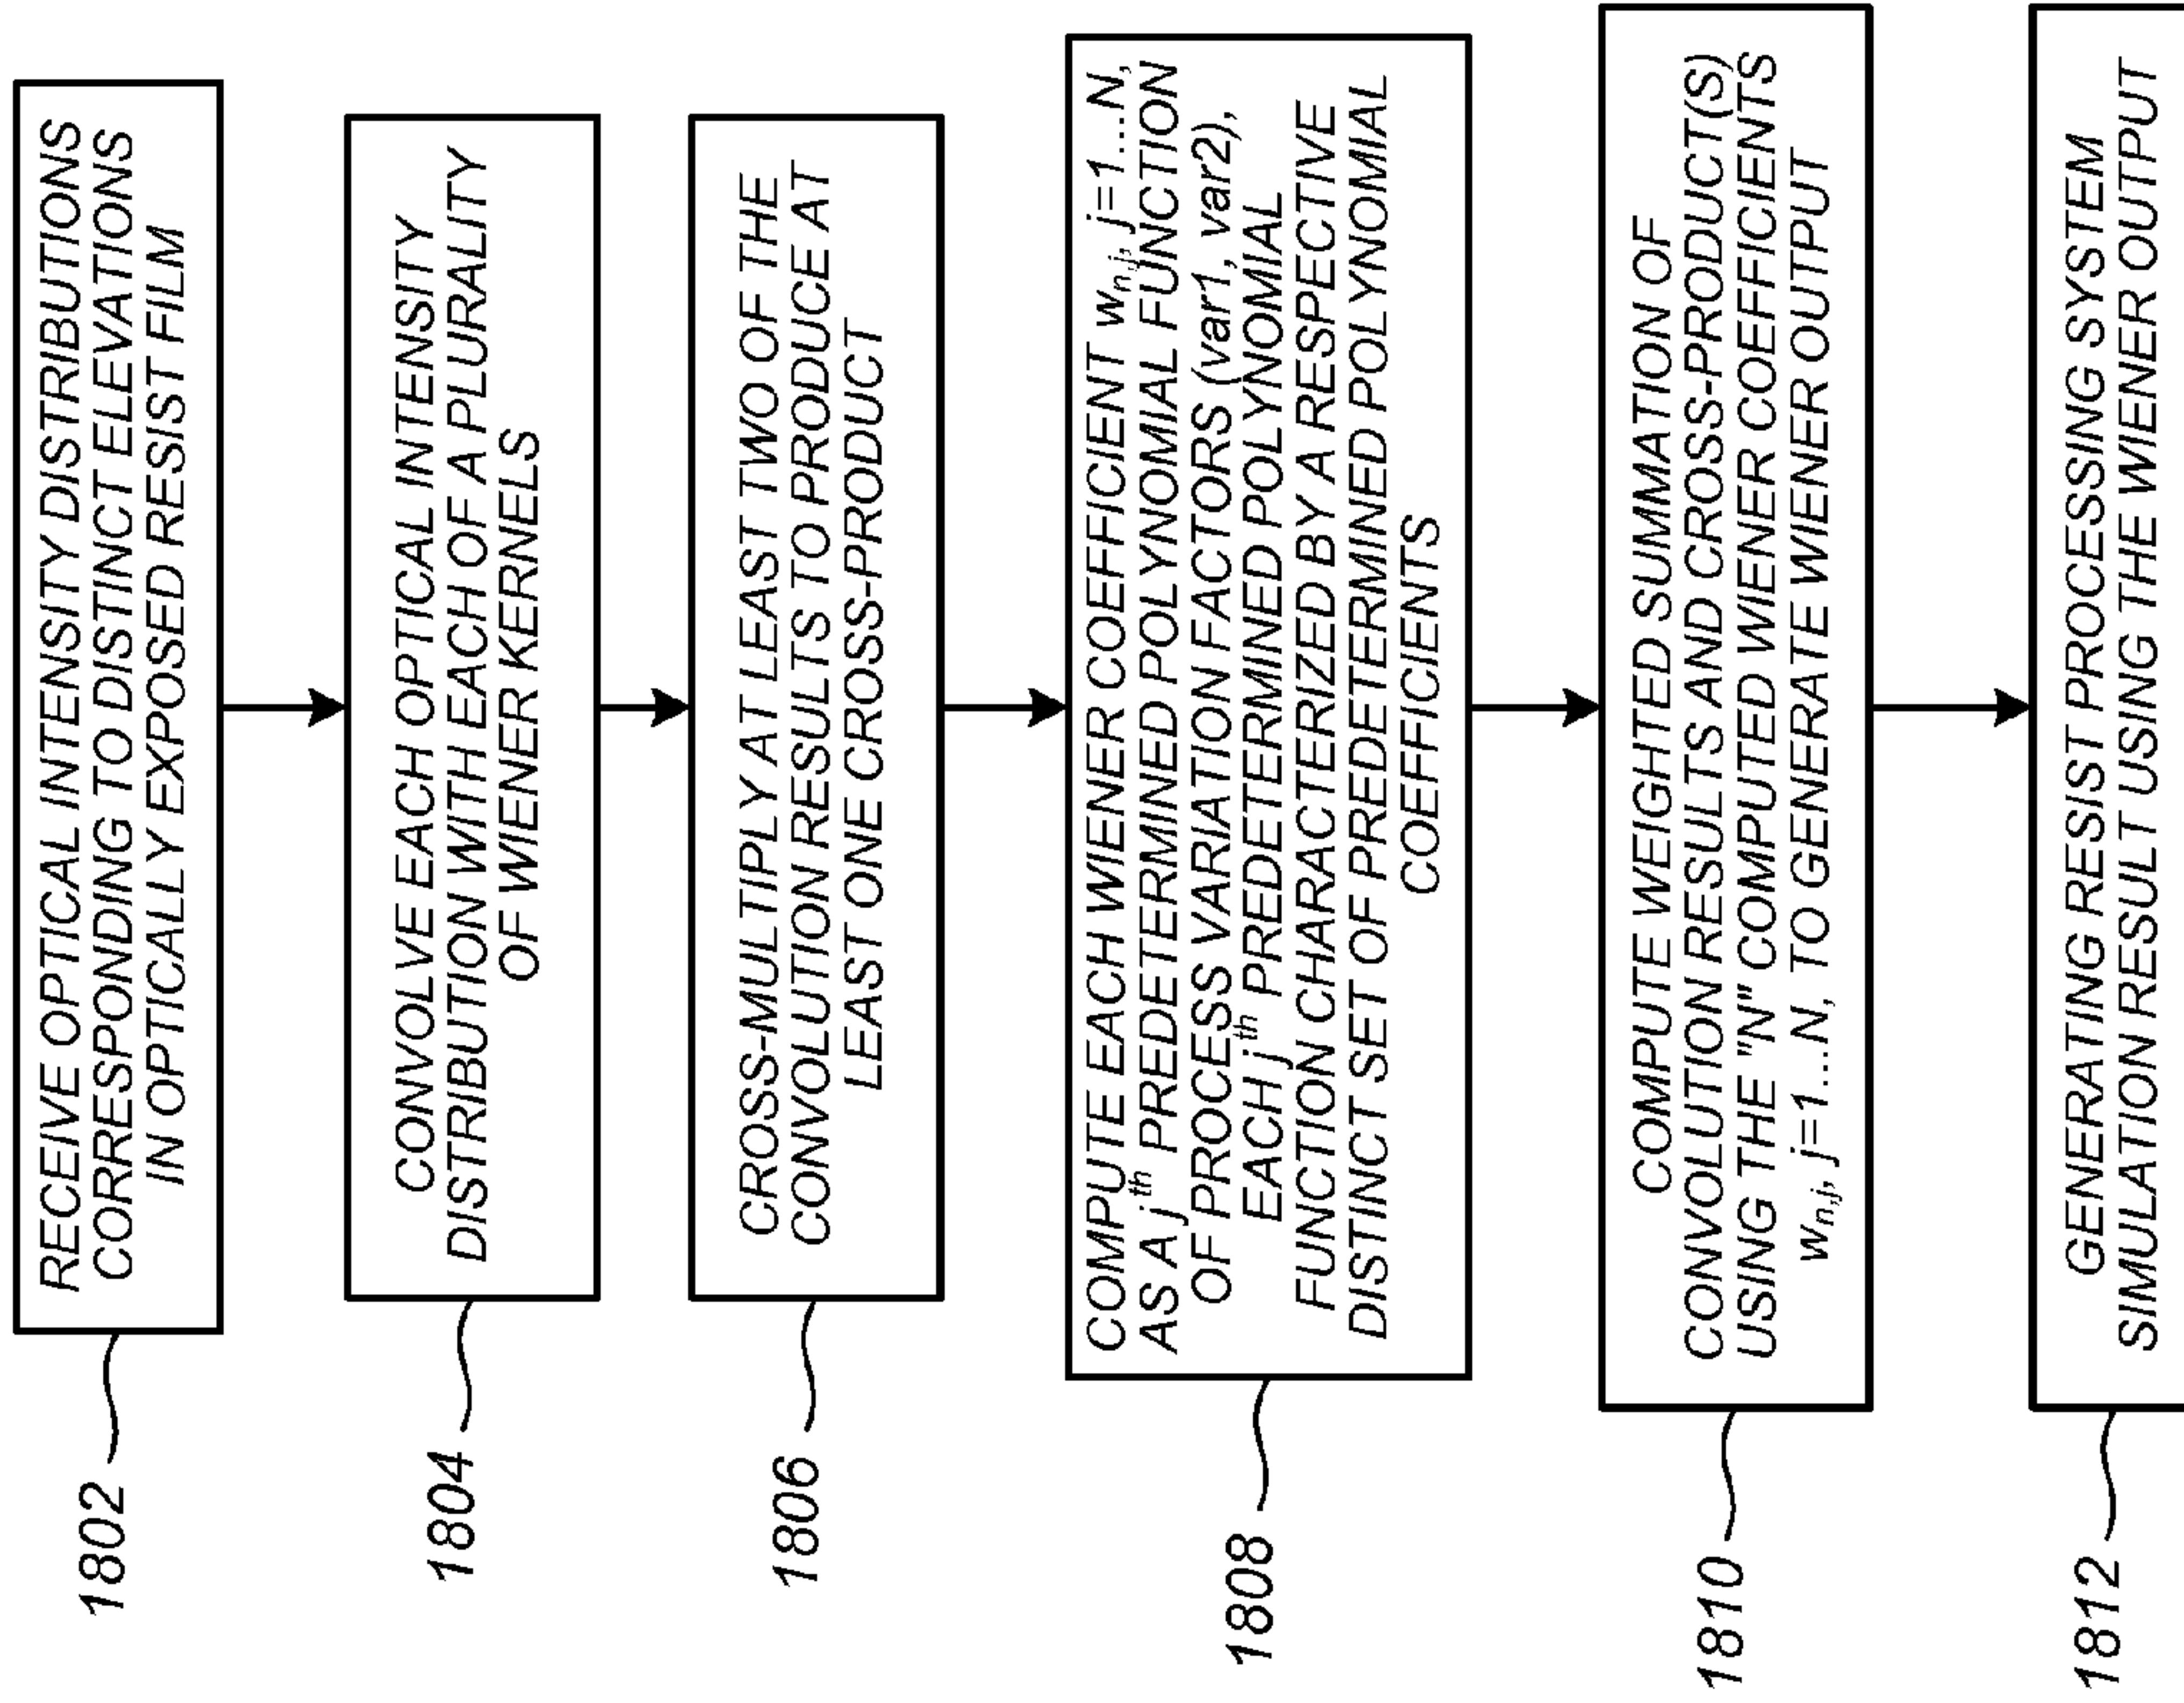 1802
RECEIVE OPTICAL INTENSITY DISTRIBUTIONS
CORRESPONDING TO DISTINCT ELEVATIONS
IN OPTICALLY EXPOSED RESIST FILM
1804
CONVOLVE EACH OPTICAL INTENSITY
DISTRIBUTION WITH EACH OF A PLURALITY
OF WIENER KERNELS
1806
CROSS-MULTIPLY AT LEAST TWO OF THE
CONVOLUTION RESULTS TO PRODUCE AT
LEAST ONE CROSS-PRODUCT
1808
COMPUTE EACH WIENER COEFFICIENT wn,j, j=1...N,
AS A jth PREDETERMINED POLYNOMIAL FUNCTION
OF PROCESS VARIATION FACTORS (var1, var2),
EACH jth PREDETERMINED POLYNOMIAL
FUNCTION CHARACTERIZED BY A RESPECTIVE
DISTINCT SET OF PREDETERMINED POLYNOMIAL
COEFFICIENTS
1810
COMPUTE WEIGHTED SUMMATION OF
CONVOLUTION RESULTS AND CROSS-PRODUCT(S)
USING THE "N" COMPUTED WIENER COEFFICIENTS
wn,j, j=1...N, TO GENERATE WIENER OUTPUT
1812
GENERATING RESIST PROCESSING SYSTEM
SIMULATION RESULT USING THE WIENER OUTPUT